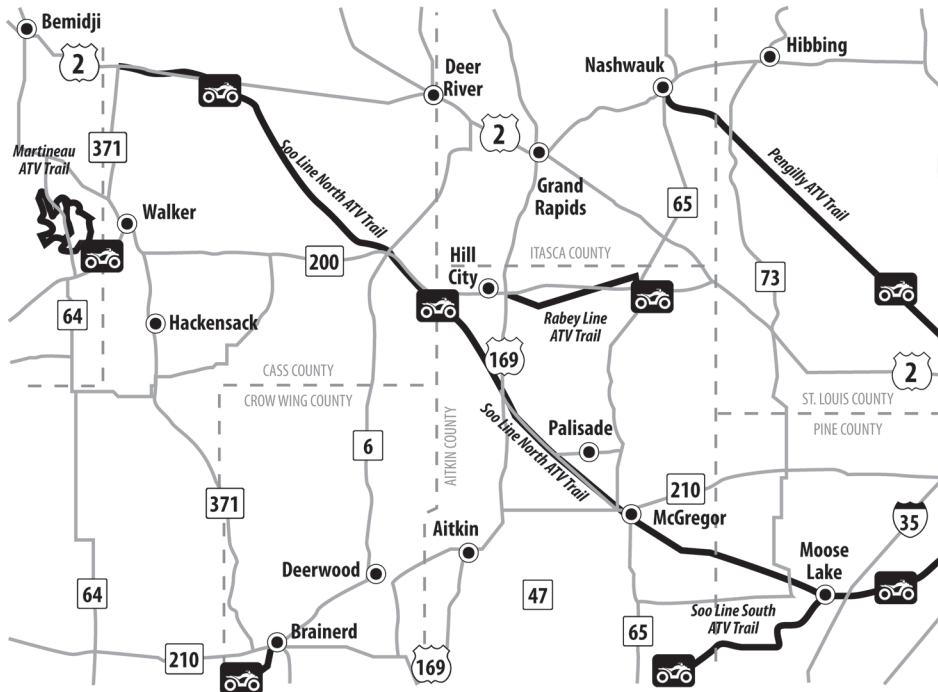 Bemidji
2
Hibbing
Nashwauk
Deer
River
371
Martineau
ATV Trail
Soo Line North ATV Trail
2
Grand
Rapids
Pengilly ATV Trail
65
Walker
200
Hill
City
ITASCA COUNTY
73
64
Hackensack
Rabey Line
ATV Trail
169
2
CASS COUNTY
CROW WING COUNTY
ST. LOUIS COUNTY
PINE COUNTY
6
AITKIN COUNTY
Soo Line North ATV Trail
Palisade
371
210
McGregor
35
Aitkin
Moose
Lake
Deerwood
64
47
Soo Line South
ATV Trail
65
Brainerd
210
169